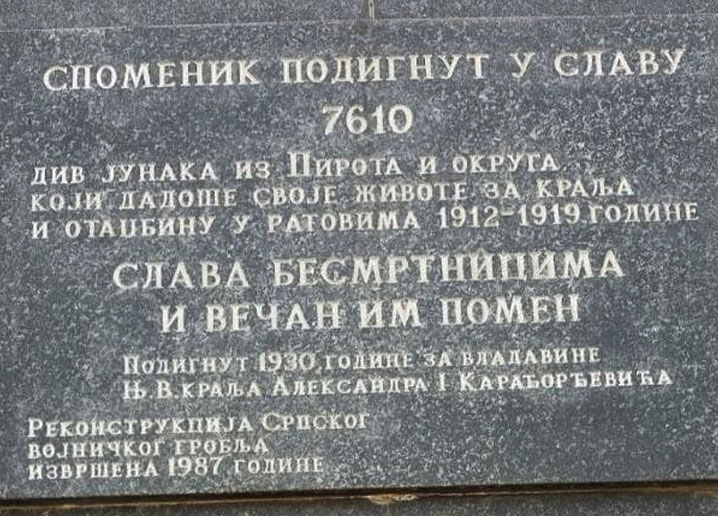 СПОМЕНИК ПОДИГНУТ У СЛАВУ
7610
ДИВ ЈУНАКА ИЗ ПИРОТА И ОКРУГА
КОЈИ ДАДОШЕ СВОЈЕ ЖИВОТЕ ЗА КРАЉА
И ОТАЏБИНУ У РАТОВИМА 1912-1919. ГОДИНЕ
СЛАВА БЕСМРТНИЦИМА
И ВЕЧАН ИМ ПОМЕН
ПОДИГНУТ 1930. ГОДИНЕ ЗА ВЛАДАВИНЕ
Њ.В. КРАЉА АЛЕКСАНДРА I КАРАЂОРЂЕВИЋА
РЕКОНСТРУКЦИЈА СРПСКОГ
ВОЈНИЧКОГ ГРОБЉА
ИЗВРШЕНА 1987. ГОДИНЕ